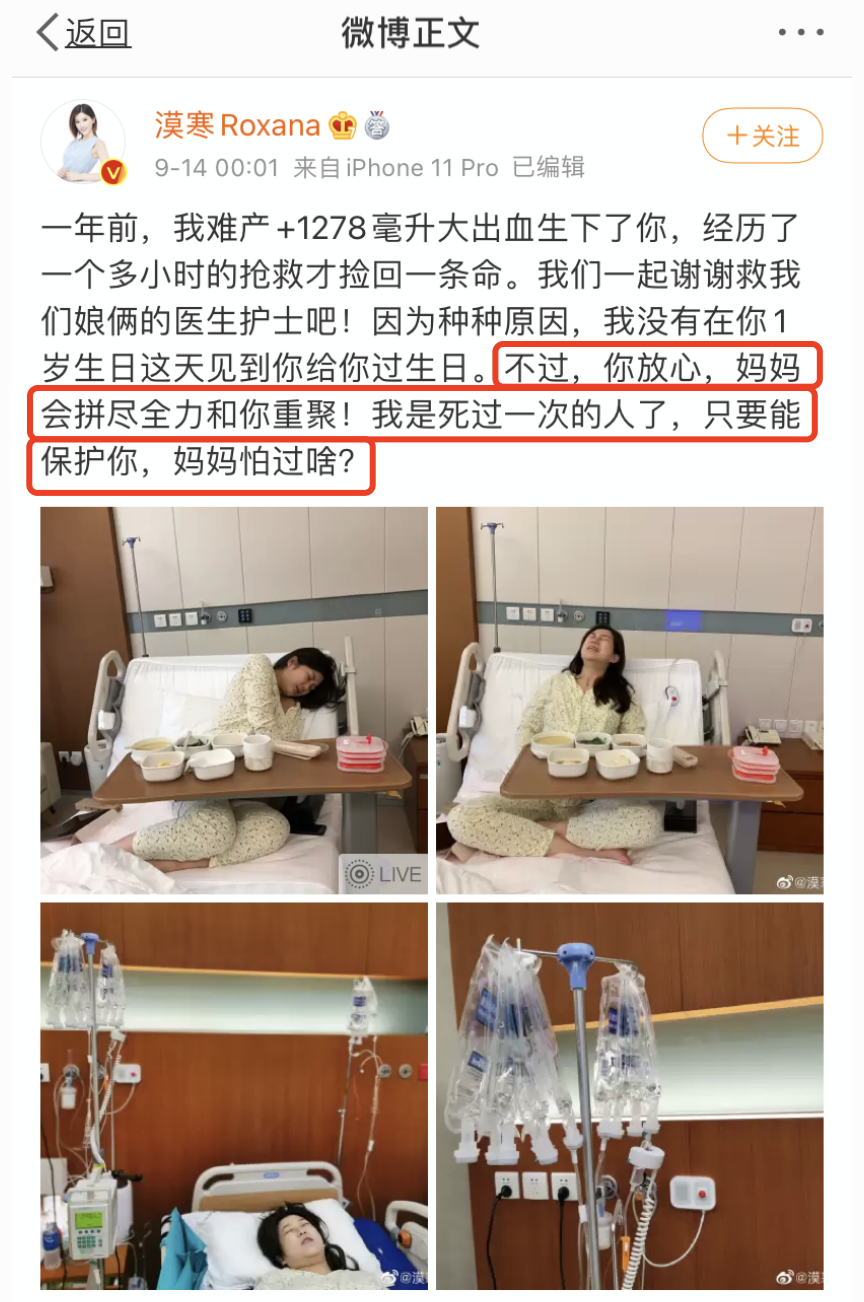 返回
微博正文
漠寒Roxana
+关注
9-14 00:01 来自iPhone 11 Pro 已编辑
一年前，我难产+1278毫升大出血生下了你，经历了
一个多小时的抢救才捡回一条命。我们一起谢谢救我
们娘俩的医生护士吧！因为种种原因，我没有在你1
岁生日这天见到你给你过生日。不过，你放心，妈妈
会拼尽全力和你重聚！我是死过一次的人了，只要能
保护你，妈妈怕过啥?
LIVE
@漠
@漠
@漠